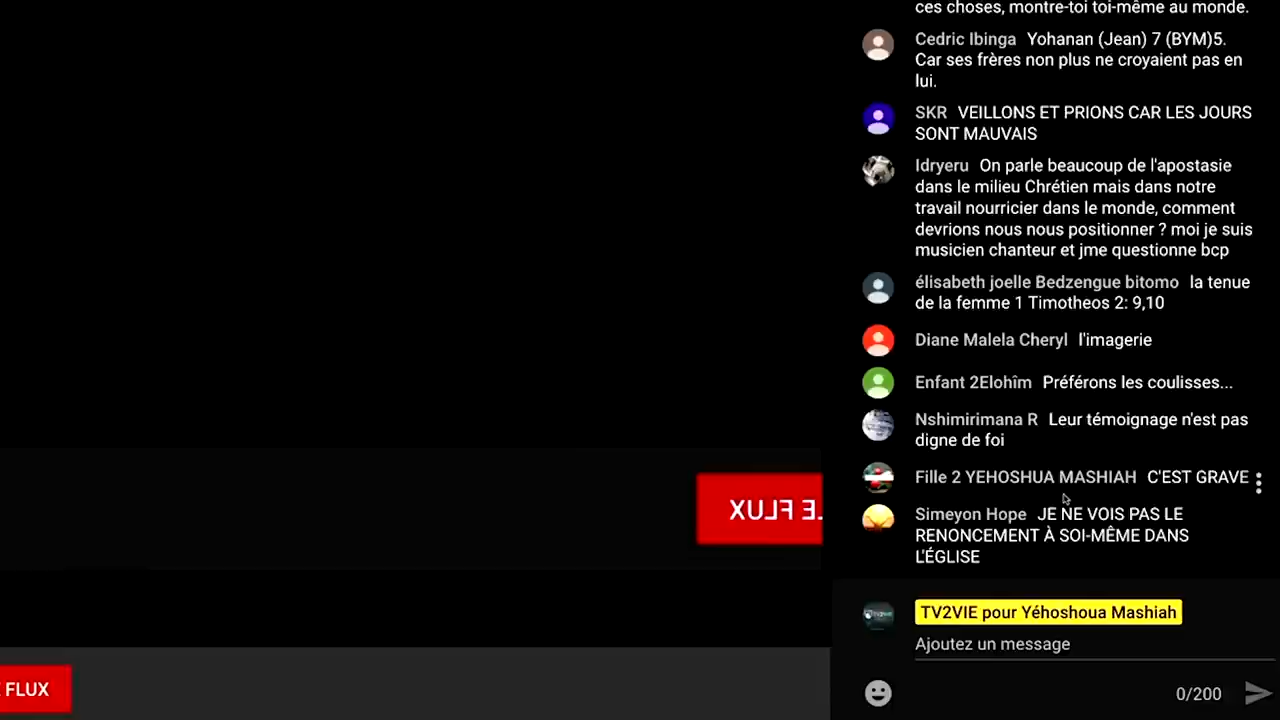 ces choses, montre-toi toi-même au monde.
Cedric Ibinga Yohanan (Jean) 7 (BYM)5.
Car ses frères non plus ne croyaient pas en
lui.
SKR VEILLONS ET PRIONS CAR LES JOURS
SONT MAUVAIS
Idryeru On parle beaucoup de l'apostasie
dans le milieu Chrétien mais dans notre
travail nourricier dans le monde, comment
devrions nous nous positionner ? moi je suis
musicien chanteur et jme questionne bcp
élisabeth joelle Bedzengue bitomo la tenue
de la femme 1 Timotheos 2: 9,10
Diane Malela Cheryl l'imagerie
Enfant 2Elohîm Préférons les coulisses...
Nshimirimana R Leur témoignage n'est pas
digne de foi
Fille 2 YEHOSHUA MASHIAH C'EST GRAVE
Simeyon Hope JE NE VOIS PAS LE
RENONCEMENT À SOI-MÊME DANS
L'ÉGLISE
LE FLUX
TV2VIE pour Yéhoshoua Mashiah
Ajoutez un message
FLUX
0/200